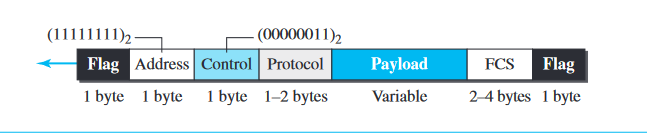 (11111111)2 (00000011)2
Flag Address Control Protocol Payload FCS Flag
1 byte 1 byte 1 byte 1–2 bytes Variable 2–4 bytes 1 byte